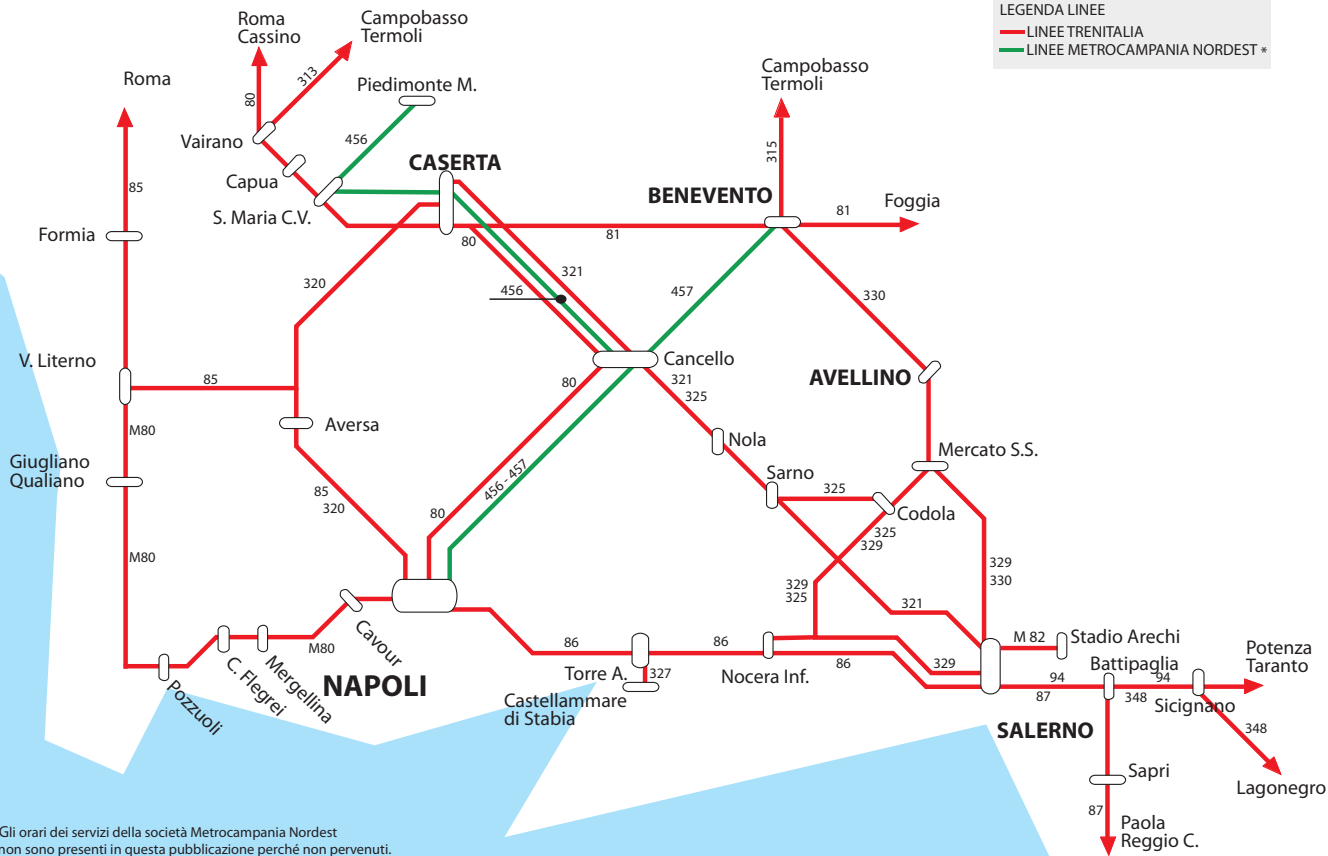 LEGENDA LINEE
LINEE TRENITALIA
LINEE METROCAMPANIA NORDEST *
Roma
Cassino
Campobasso
Termoli
Roma
80
313
Piedimonte M.
Campobasso
Termoli
Vairano
456
85
Capua
CASERTA
315
BENEVENTO
S. Maria C.V.
81
Foggia
Formia
80
81
320
321
456
457
330
V. Literno
Cancello
85
80
321
325
AVELLINO
M80
Aversa
Nola
Mercato S.S.
Giugliano
Qualiano
Sarno
456 - 457
85
320
325
Codola
80
325
329
M80
329
330
329
325
321
Cavour
M80
86
86
M 82
Stadio Arechi
Pozzuoli
C. Flegrei
Mergellina
NAPOLI
Torre A.
327
Nocera Inf.
86
329
Battipaglia
Potenza
Taranto
94
94
87
348
Sicignano
Castellammare
di Stabia
SALERNO
348
Sapri
Lagonegro
87
Paola
Reggio C.
Gli orari dei servizi della società Metrocampania Nordest
non sono presenti in questa pubblicazione perché non pervenuti.